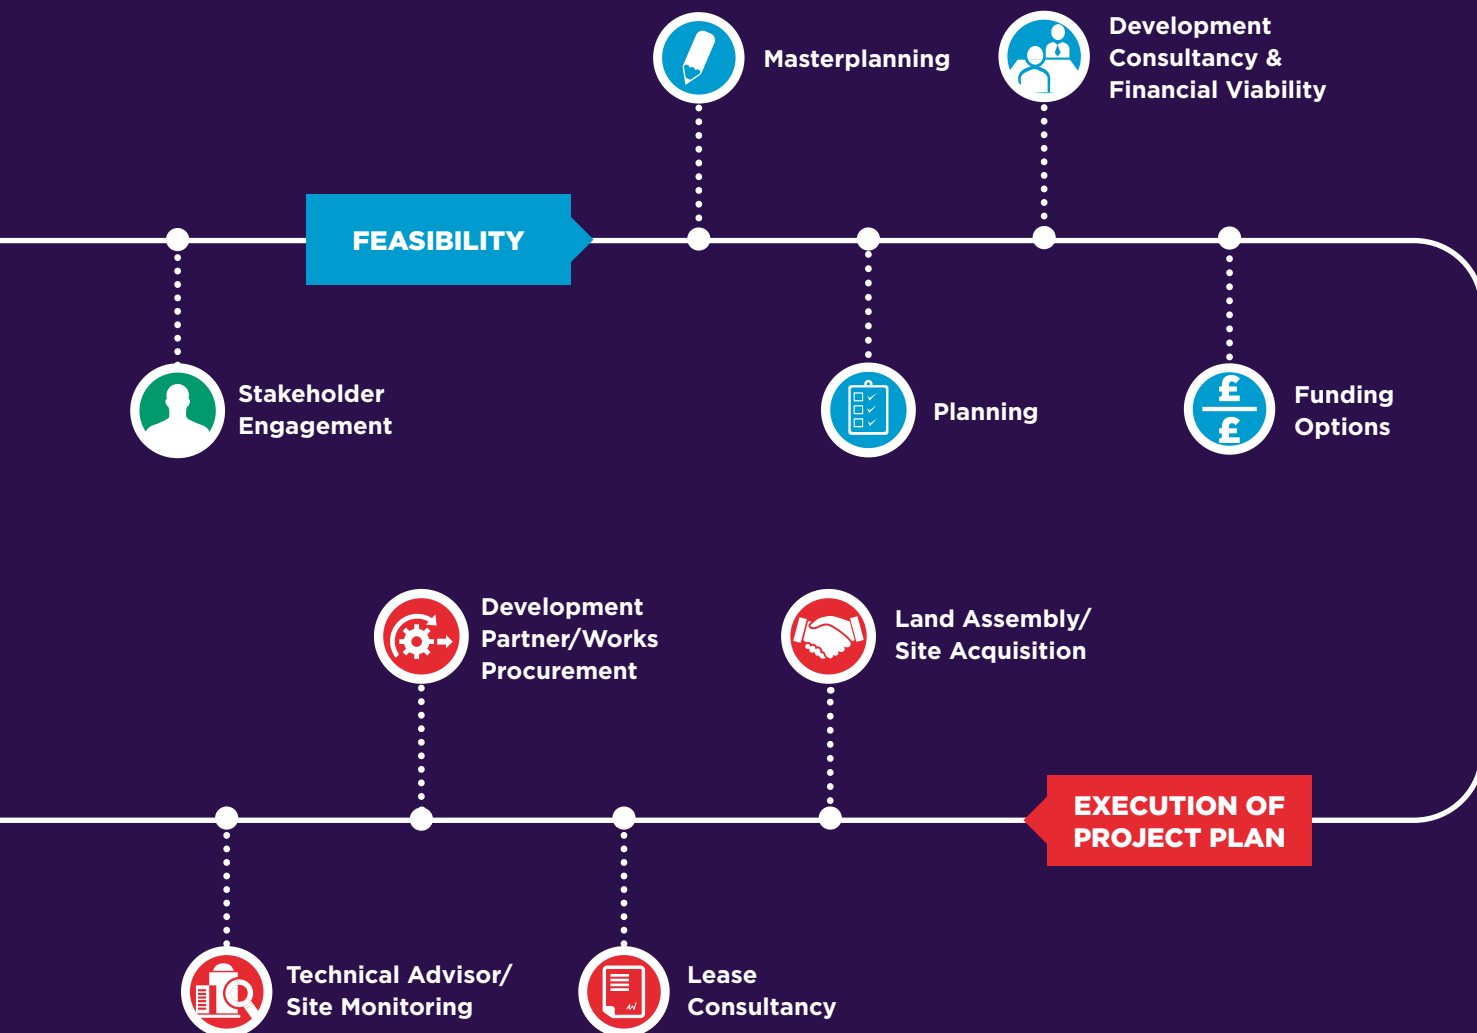 Masterplanning
Development
Consultancy &
Financial Viability
FEASIBILITY
Stakeholder
Engagement
Planning
£
£
Funding
Options
Development
Partner/Works
Procurement
Land Assembly/
Site Acquisition
EXECUTION OF
PROJECT PLAN
Technical Advisor/
Site Monitoring
Lease
Consultancy